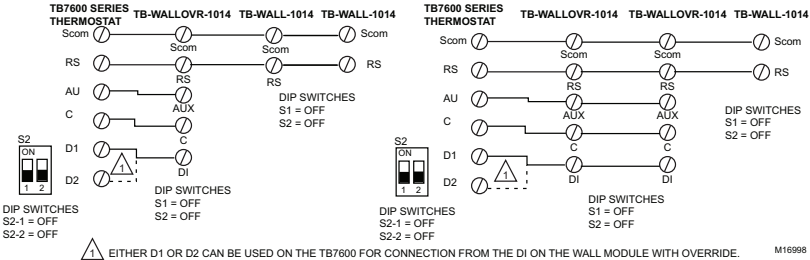 TB7600 SERIES
THERMOSTAT
TB-WALLOVR-1014
TB-WALL-1014
TB-WALL-1014
Scom
Scom
Scom
Scom
RS
RS
RS
RS
AU
AUX
C
C
D1
DI
D2
1
DIP SWITCHES
S1 = OFF
S2 = OFF
DIP SWITCHES
S1 = OFF
S2 = OFF
S2
ON
1 2
DIP SWITCHES
S2-1 = OFF
S2-2 = OFF
TB7600 SERIES
THERMOSTAT
TB-WALLOVR-1014
TB-WALLOVR-1014
TB-WALL-1014
Scom
Scom
Scom
Scom
RS
RS
RS
RS
AU
AUX
AUX
C
C
C
D1
DI
DI
D2
1
DIP SWITCHES
S1 = OFF
S2 = OFF
DIP SWITCHES
S1 = OFF
S2 = OFF
S2
ON
1 2
DIP SWITCHES
S2-1 = OFF
S2-2 = OFF
1 EITHER D1 OR D2 CAN BE USED ON THE TB7600 FOR CONNECTION FROM THE DI ON THE WALL MODULE WITH OVERRIDE.
M16998